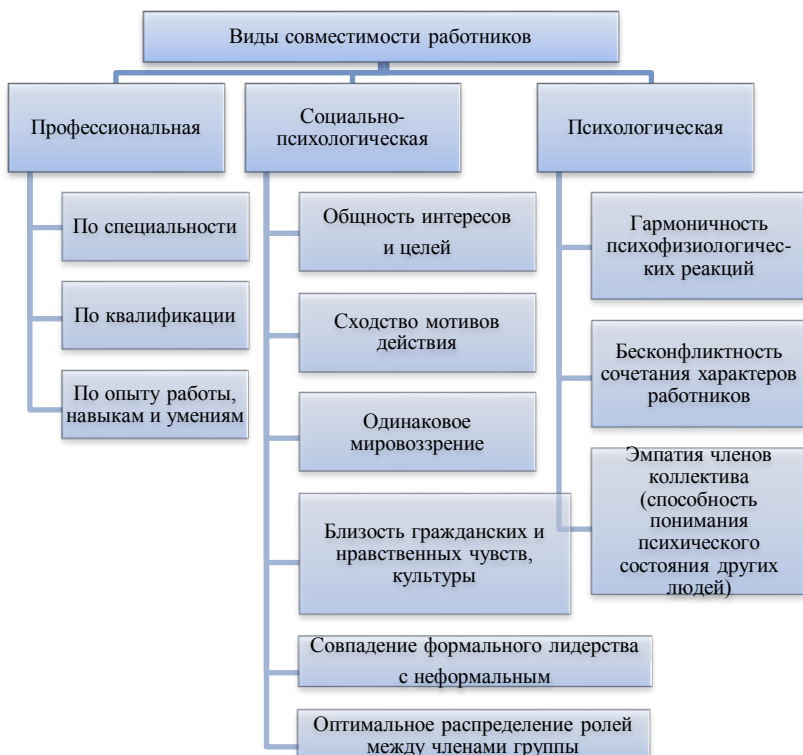 Виды совместимости работников
Профессиональная
По специальности
По квалификации
По опыту работы,
навыкам и умениям
Социально-
психологическая
Общность интересов
и целей
Сходство мотивов
действия
Одинаковое
мировоззрение
Близость гражданских и
нравственных чувств,
культуры
Совпадение формального лидерства
с неформальным
Оптимальное распределение ролей
между членами группы
Психологическая
Гармоничность
психофизиологичес-
ких реакций
Бесконфликтность
сочетания характеров
работников
Эмпатия членов
коллектива
(способность
понимания
психического
состояния других
людей)